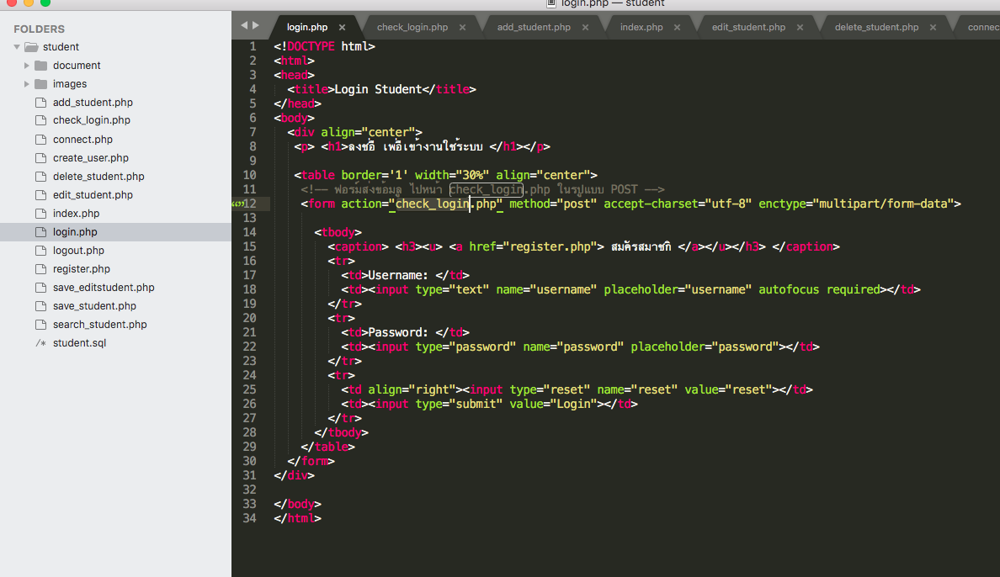 login.php — student
FOLDERS
student
document
images
add_student.php
check_login.php
connect.php
create_user.php
delete_student.php
edit_student.php
index.php
login.php
logout.php
register.php
save_editstudent.php
save_student.php
search_student.php
/* student.sql
login.php × check_login.php × add_student.php × index.php × edit_student.php × delete_student.php × connec
1 <!DOCTYPE html>
2 <html>
3 <head>
4 <title>Login Student</title>
5 </head>
6 <body>
7 <div align="center">
8 <p> <h1>ลงชื่อ เพื่อเข้างานใช้ระบบ </h1></p>
9
10 <table border='1' width="30%" align="center">
11 <!-- ฟอร์มส่งข้อมูล ไปหน้า check_login.php ในรูปแบบ POST -->
12 <form action="check_login.php" method="post" accept-charset="utf-8" enctype="multipart/form-data">
13
14 <tbody>
15 <caption> <h3><u> <a href="register.php"> สมัครสมาชิก </a></u></h3> </caption>
16 <tr>
17 <td>Username: </td>
18 <td><input type="text" name="username" placeholder="username" autofocus required></td>
19 </tr>
20 <tr>
21 <td>Password: </td>
22 <td><input type="password" name="password" placeholder="password"></td>
23 </tr>
24 <tr>
25 <td align="right"><input type="reset" name="reset" value="reset"></td>
26 <td><input type="submit" value="Login"></td>
27 </tr>
28 </tbody>
29 </table>
30 </form>
31 </div>
32
33 </body>
34 </html>